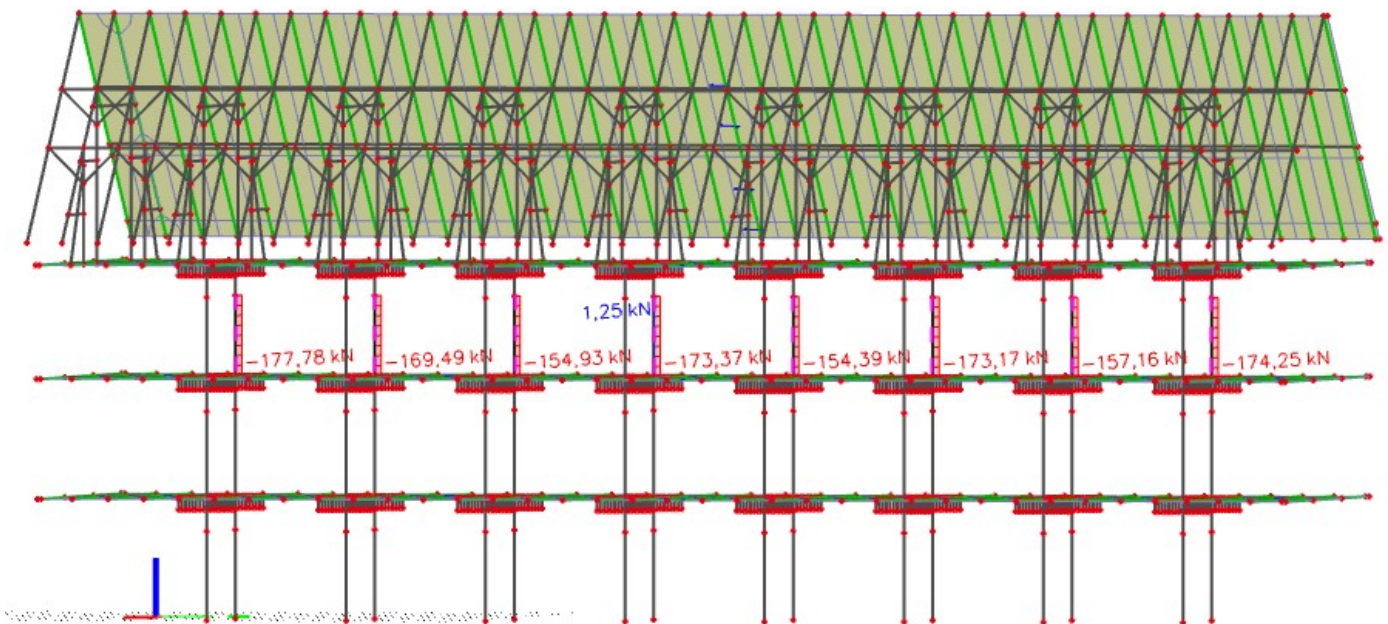 1,25 kN
-177,78 kN
-169,49 kN
-154,93 kN
-173,37 kN
-154,39 kN
-173,17 kN
-157,16 kN
-174,25 kN